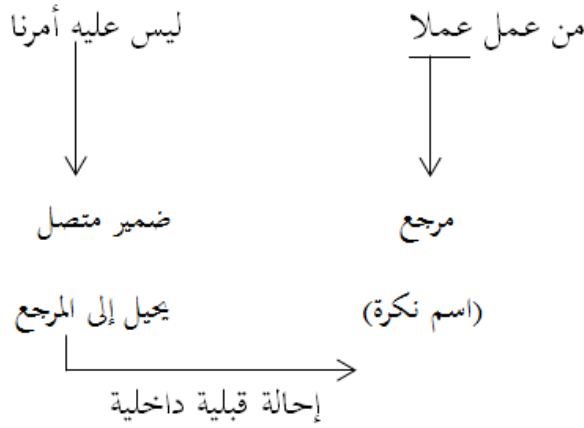 من عمل عملا ليس عليه أمرنا
مرجع ضمير متصل
(اسم نكرة) يحيل إلى المرجع
إحالة قبلية داخلية